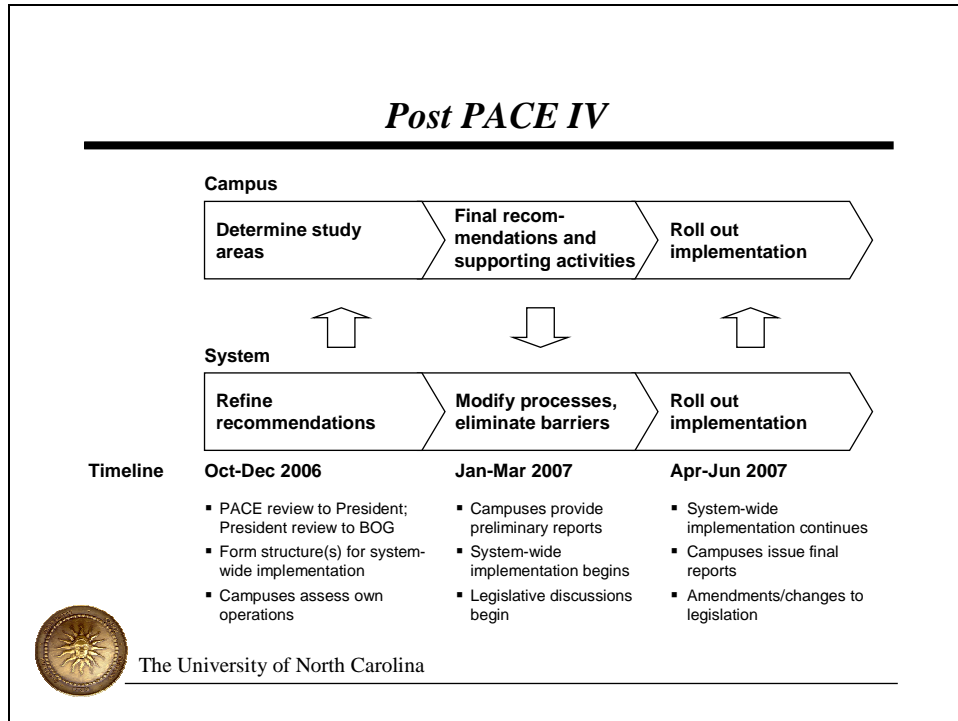 Post PACE IV
Campus
Determine study
areas
Final recom-
mendations and
supporting activities
Roll out
implementation
System
Refine
recommendations
Modify processes,
eliminate barriers
Roll out
implementation
Timeline
Oct-Dec 2006
▪ PACE review to President;
President review to BOG
▪ Form structure(s) for system-
wide implementation
▪ Campuses assess own
operations
Jan-Mar 2007
▪ Campuses provide
preliminary reports
▪ System-wide
implementation begins
▪ Legislative discussions
begin
Apr-Jun 2007
▪ System-wide
implementation continues
▪ Campuses issue final
reports
▪ Amendments/changes to
legislation
The University of North Carolina